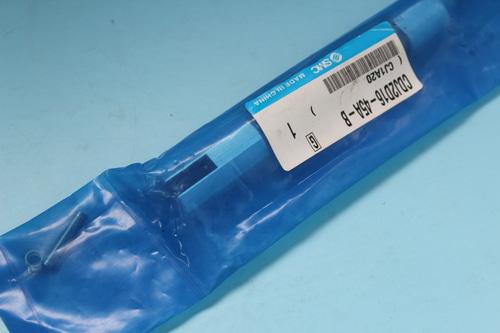 SMC MADE IN CHINA
CDJ2D16-45A-B
( CJ1A20 )
G 1